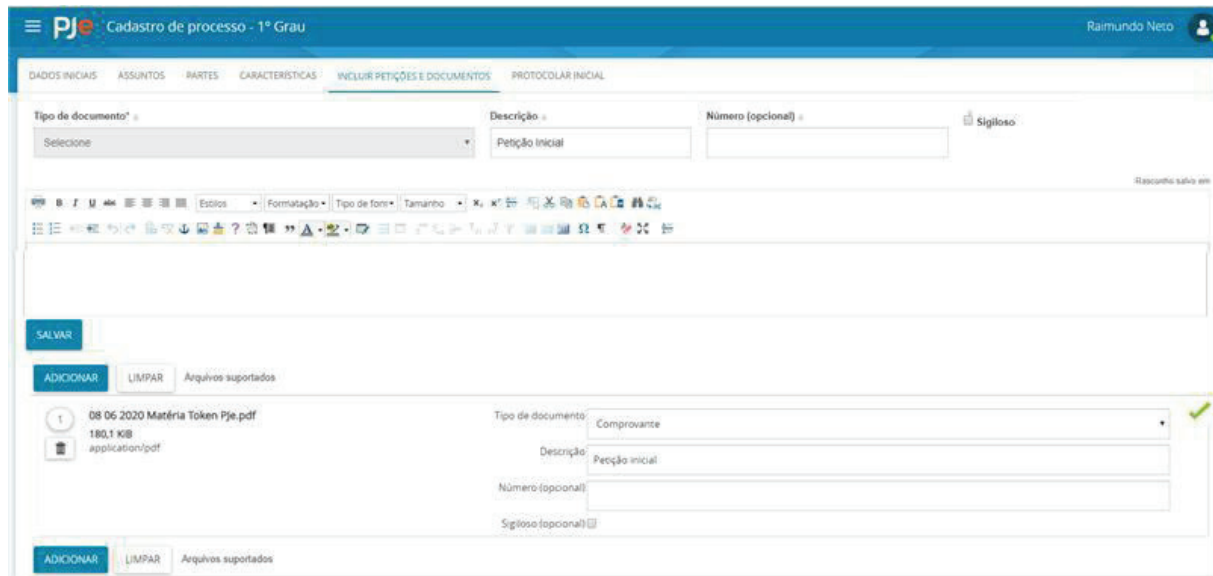 PJe Cadastro de processo - 1º Grau Raimundo Neto
DADOS INICIAIS ASSUNTOS PARTES CARACTERÍSTICAS INCLUIR PETIÇÕES E DOCUMENTOS PROTOCOLAR INICIAL
Tipo de documento* Descrição Número (opcional) Sigiloso
Selecione Petição Inicial
Rascunho salvo em
B I U abc Estilos Formatação Tipo de font Tamanho
SALVAR
ADICIONAR LIMPAR Arquivos suportados
1 08 06 2020 Matéria Token Pje.pdf Tipo de documento Comprovante
180,1 KiB
application/pdf
Descrição Petição inicial
Número (opcional)
Sigiloso (opcional)
ADICIONAR LIMPAR Arquivos suportados